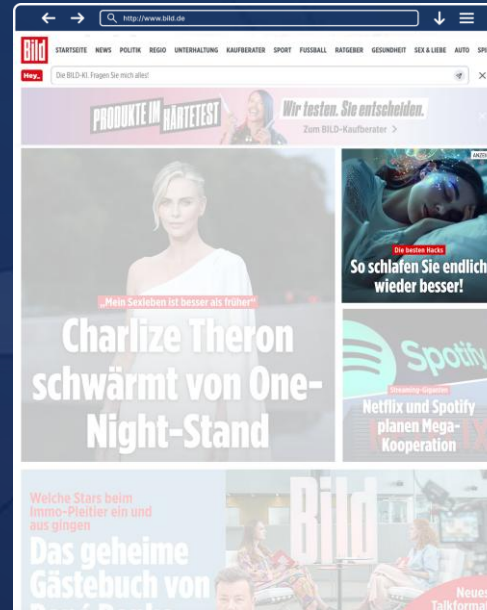 http://www.bild.de
Bild
STARTSEITE NEWS POLITIK REGIO UNTERHALTUNG KAUFBERATER SPORT FUSSBALL RATGEBER GESUNDHEIT SEX & LIEBE AUTO SPI
Hey_ Die BILD-KI. Fragen Sie mich alles!
PRODUKTE IM HÄRTETEST
Wir testen. Sie entscheiden.
Zum BILD-Kaufberater >
„Mein Sexleben ist besser als früher“
Charlize Theron
schwärmt von One-
Night-Stand
ANZEI
Die besten Hacks
So schlafen Sie endlich
wieder besser!
Spotify
Streaming-Giganten
Netflix und Spotify
planen Mega-
Kooperation
Welche Stars beim
Immo-Pleitier ein und
aus gingen
Das geheime
Gästebuch von
Bild
Neues
Talkforma